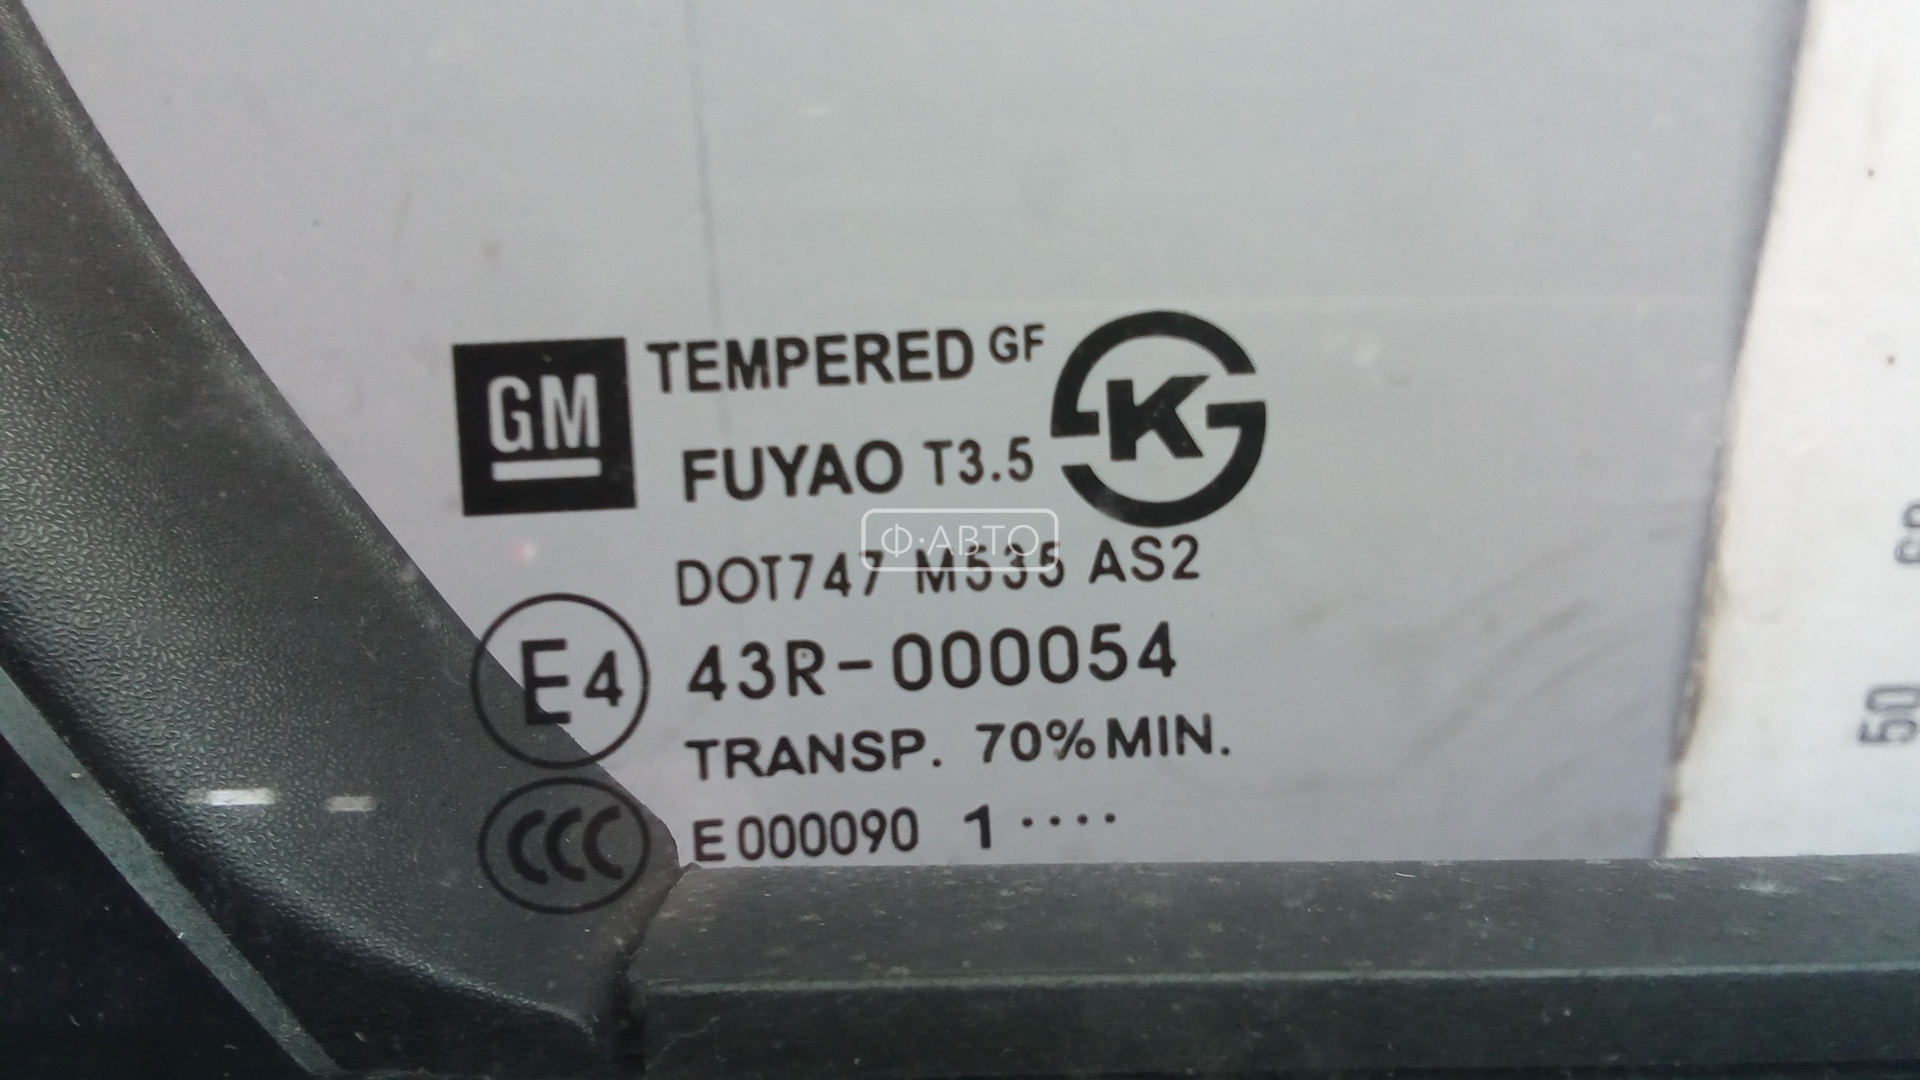 GM
TEMPERED GF
K
FUYAO T3.5
Ф·АВТО
DOT747 M535 AS2
E4
43R-000054
TRANSP. 70% MIN.
CCC
E000090 1 ····
50